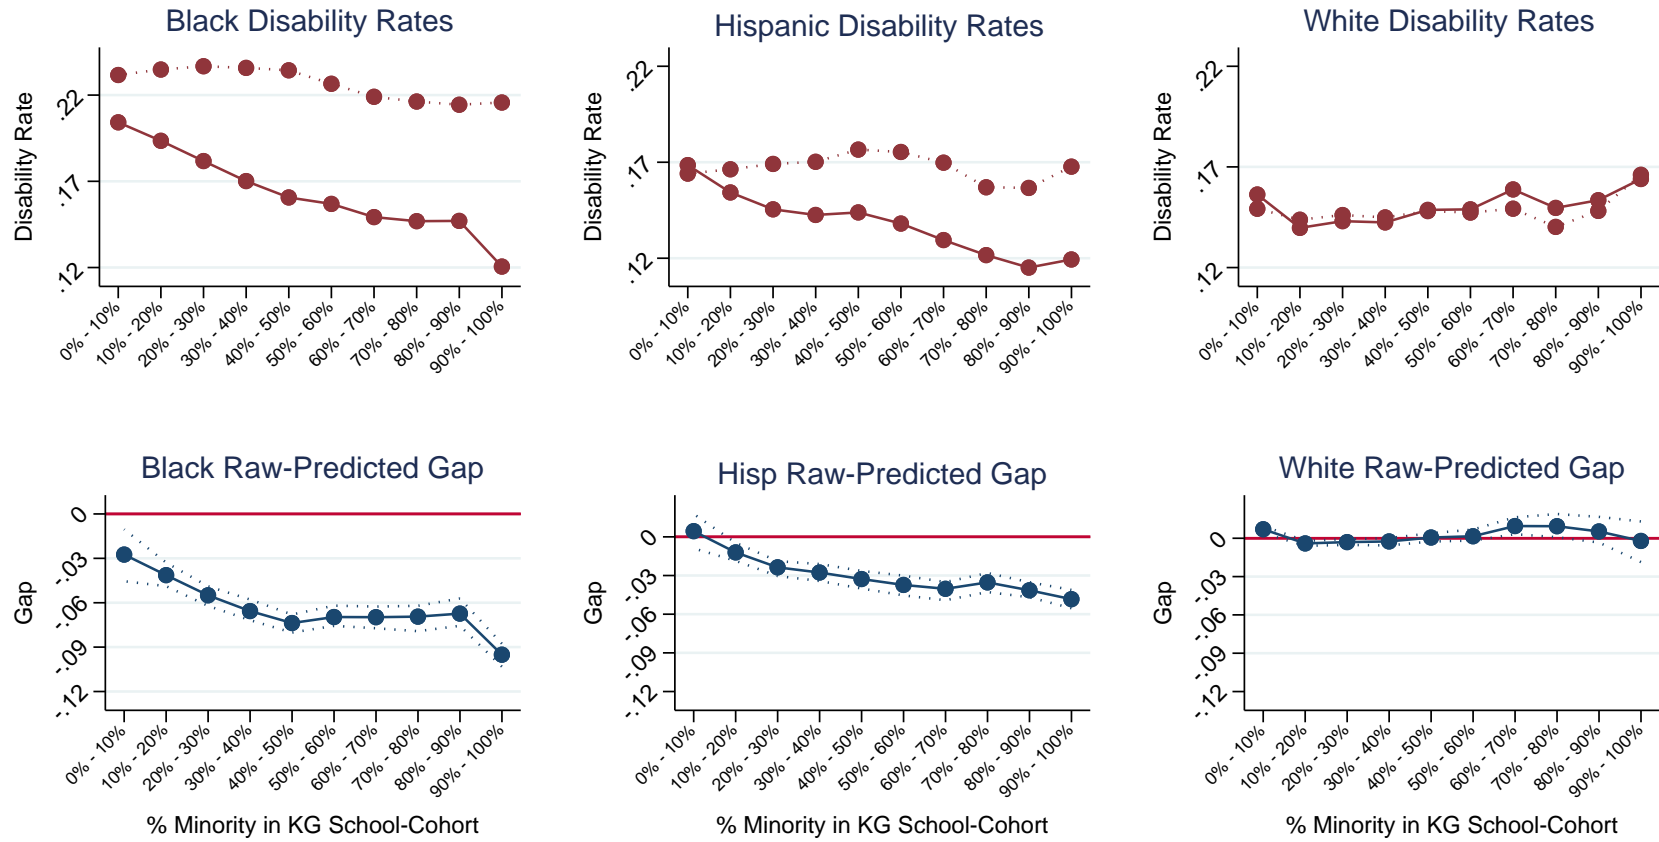 Black Disability Rates
Disability Rate
.22
.17
.12
0% - 10%
10% - 20%
20% - 30%
30% - 40%
40% - 50%
50% - 60%
60% - 70%
70% - 80%
80% - 90%
90% - 100%
Hispanic Disability Rates
Disability Rate
.22
.17
.12
0% - 10%
10% - 20%
20% - 30%
30% - 40%
40% - 50%
50% - 60%
60% - 70%
70% - 80%
80% - 90%
90% - 100%
White Disability Rates
Disability Rate
.22
.17
.12
0% - 10%
10% - 20%
20% - 30%
30% - 40%
40% - 50%
50% - 60%
60% - 70%
70% - 80%
80% - 90%
90% - 100%
Black Raw-Predicted Gap
Gap
0
-.03
-.06
-.09
-.12
0% - 10%
10% - 20%
20% - 30%
30% - 40%
40% - 50%
50% - 60%
60% - 70%
70% - 80%
80% - 90%
90% - 100%
% Minority in KG School-Cohort
Hisp Raw-Predicted Gap
Gap
0
-.03
-.06
-.09
-.12
0% - 10%
10% - 20%
20% - 30%
30% - 40%
40% - 50%
50% - 60%
60% - 70%
70% - 80%
80% - 90%
90% - 100%
% Minority in KG School-Cohort
White Raw-Predicted Gap
Gap
0
-.03
-.06
-.09
-.12
0% - 10%
10% - 20%
20% - 30%
30% - 40%
40% - 50%
50% - 60%
60% - 70%
70% - 80%
80% - 90%
90% - 100%
% Minority in KG School-Cohort